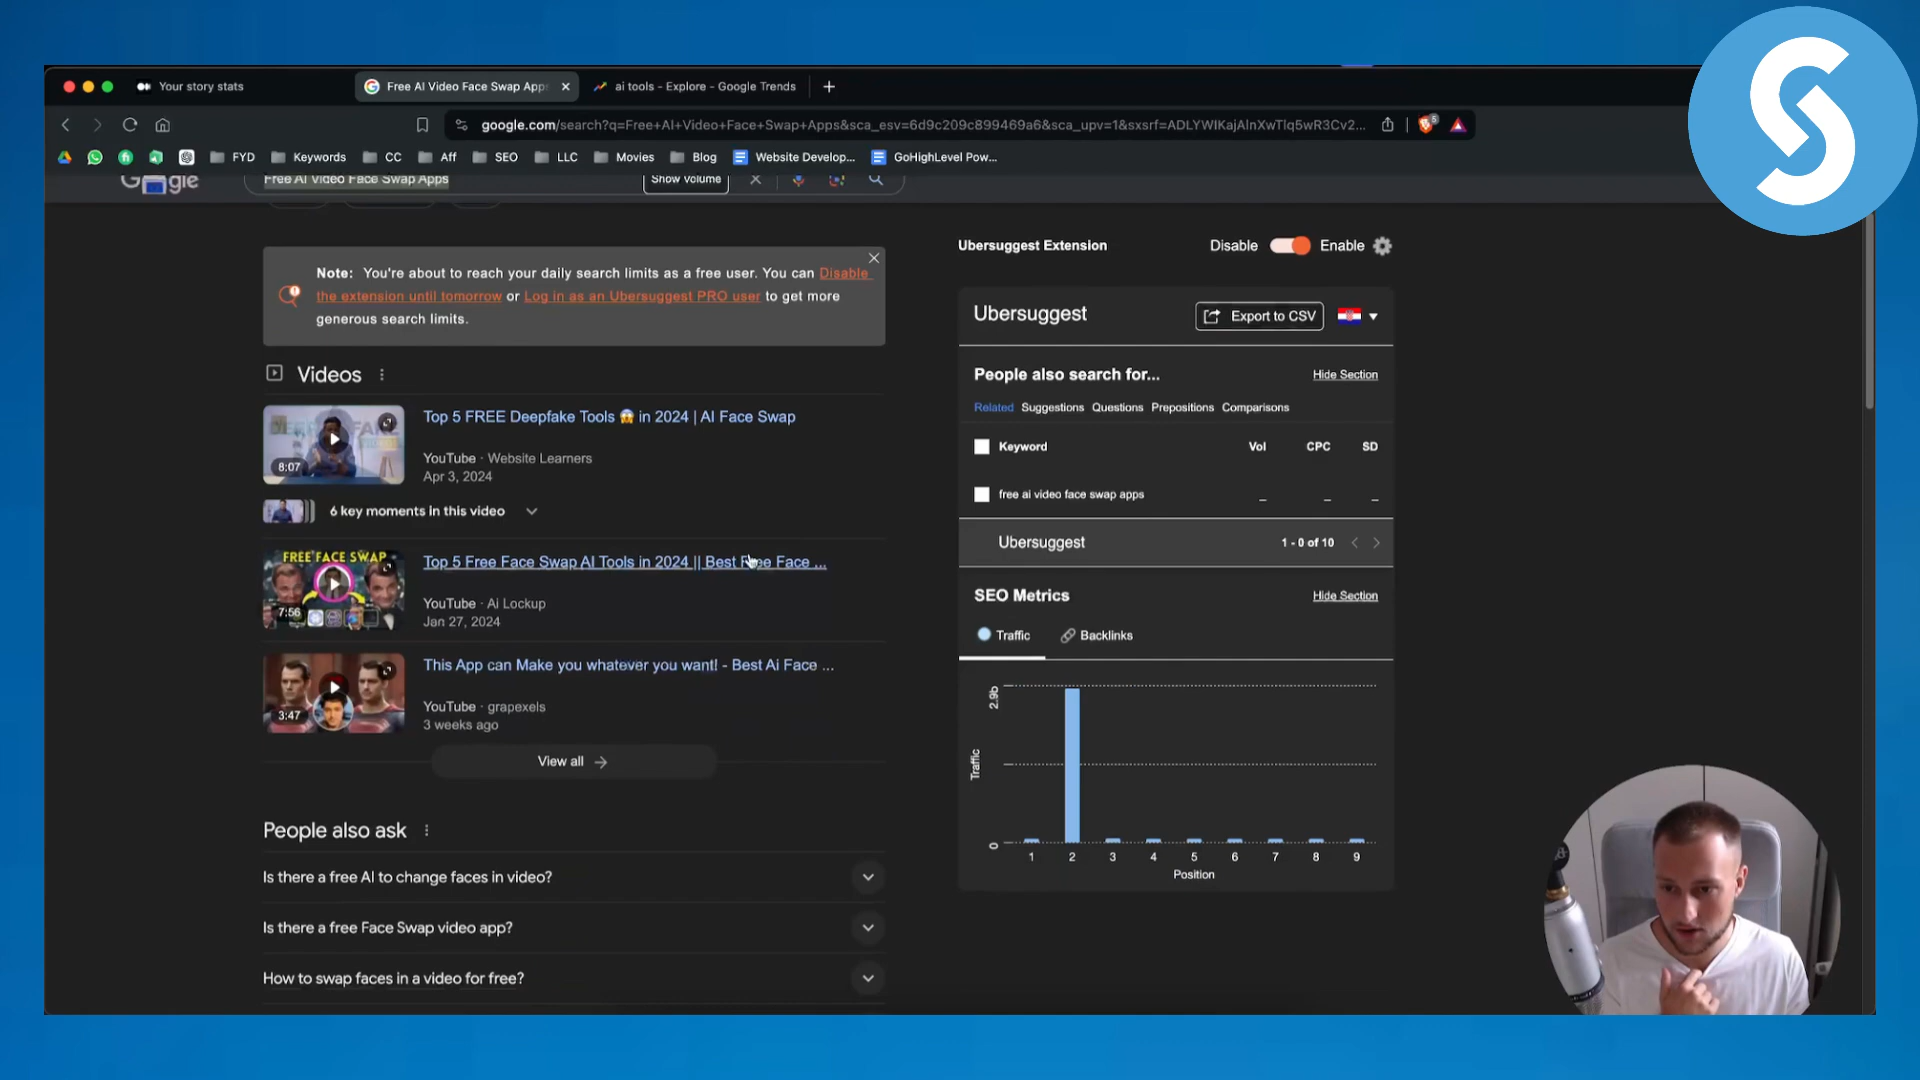 Your story stats
Free AI Video Face Swap Apps
ai tools - Explore - Google Trends
google.com/search?q=Free+AI+Video+Face+Swap+Apps&sca_esv=6d9c209c899469a6&sca_upv=1&sxsrf=ADLYWIKajAlnXwTlq5wR3Cv2...
5
FYD
Keywords
CC
Aff
SEO
LLC
Movies
Blog
Website Develop...
GoHighLevel Pow...
Google
Free AI Video Face Swap Apps
Show volume
Note: You're about to reach your daily search limits as a free user. You can Disable
the extension until tomorrow or Log in as an Ubersuggest PRO user to get more
generous search limits.
Videos
8:07
Top 5 FREE Deepfake Tools 😱 in 2024 | AI Face Swap
YouTube · Website Learners
Apr 3, 2024
6 key moments in this video
FREE FACE SWAP
7:56
Top 5 Free Face Swap AI Tools in 2024 || Best Free Face ...
YouTube · Ai Lockup
Jan 27, 2024
3:47
This App can Make you whatever you want! - Best Ai Face ...
YouTube · grapexels
3 weeks ago
View all
People also ask
Is there a free AI to change faces in video?
Is there a free Face Swap video app?
How to swap faces in a video for free?
Ubersuggest Extension
Disable
Enable
Ubersuggest
Export to CSV
People also search for...
Hide Section
Related Suggestions Questions Prepositions Comparisons
Keyword Vol CPC SD
free ai video face swap apps – – –
Ubersuggest
1 - 0 of 10
SEO Metrics
Hide Section
Traffic
Backlinks
2.9b
Traffic
0
1 2 3 4 5 6 7 8 9
Position